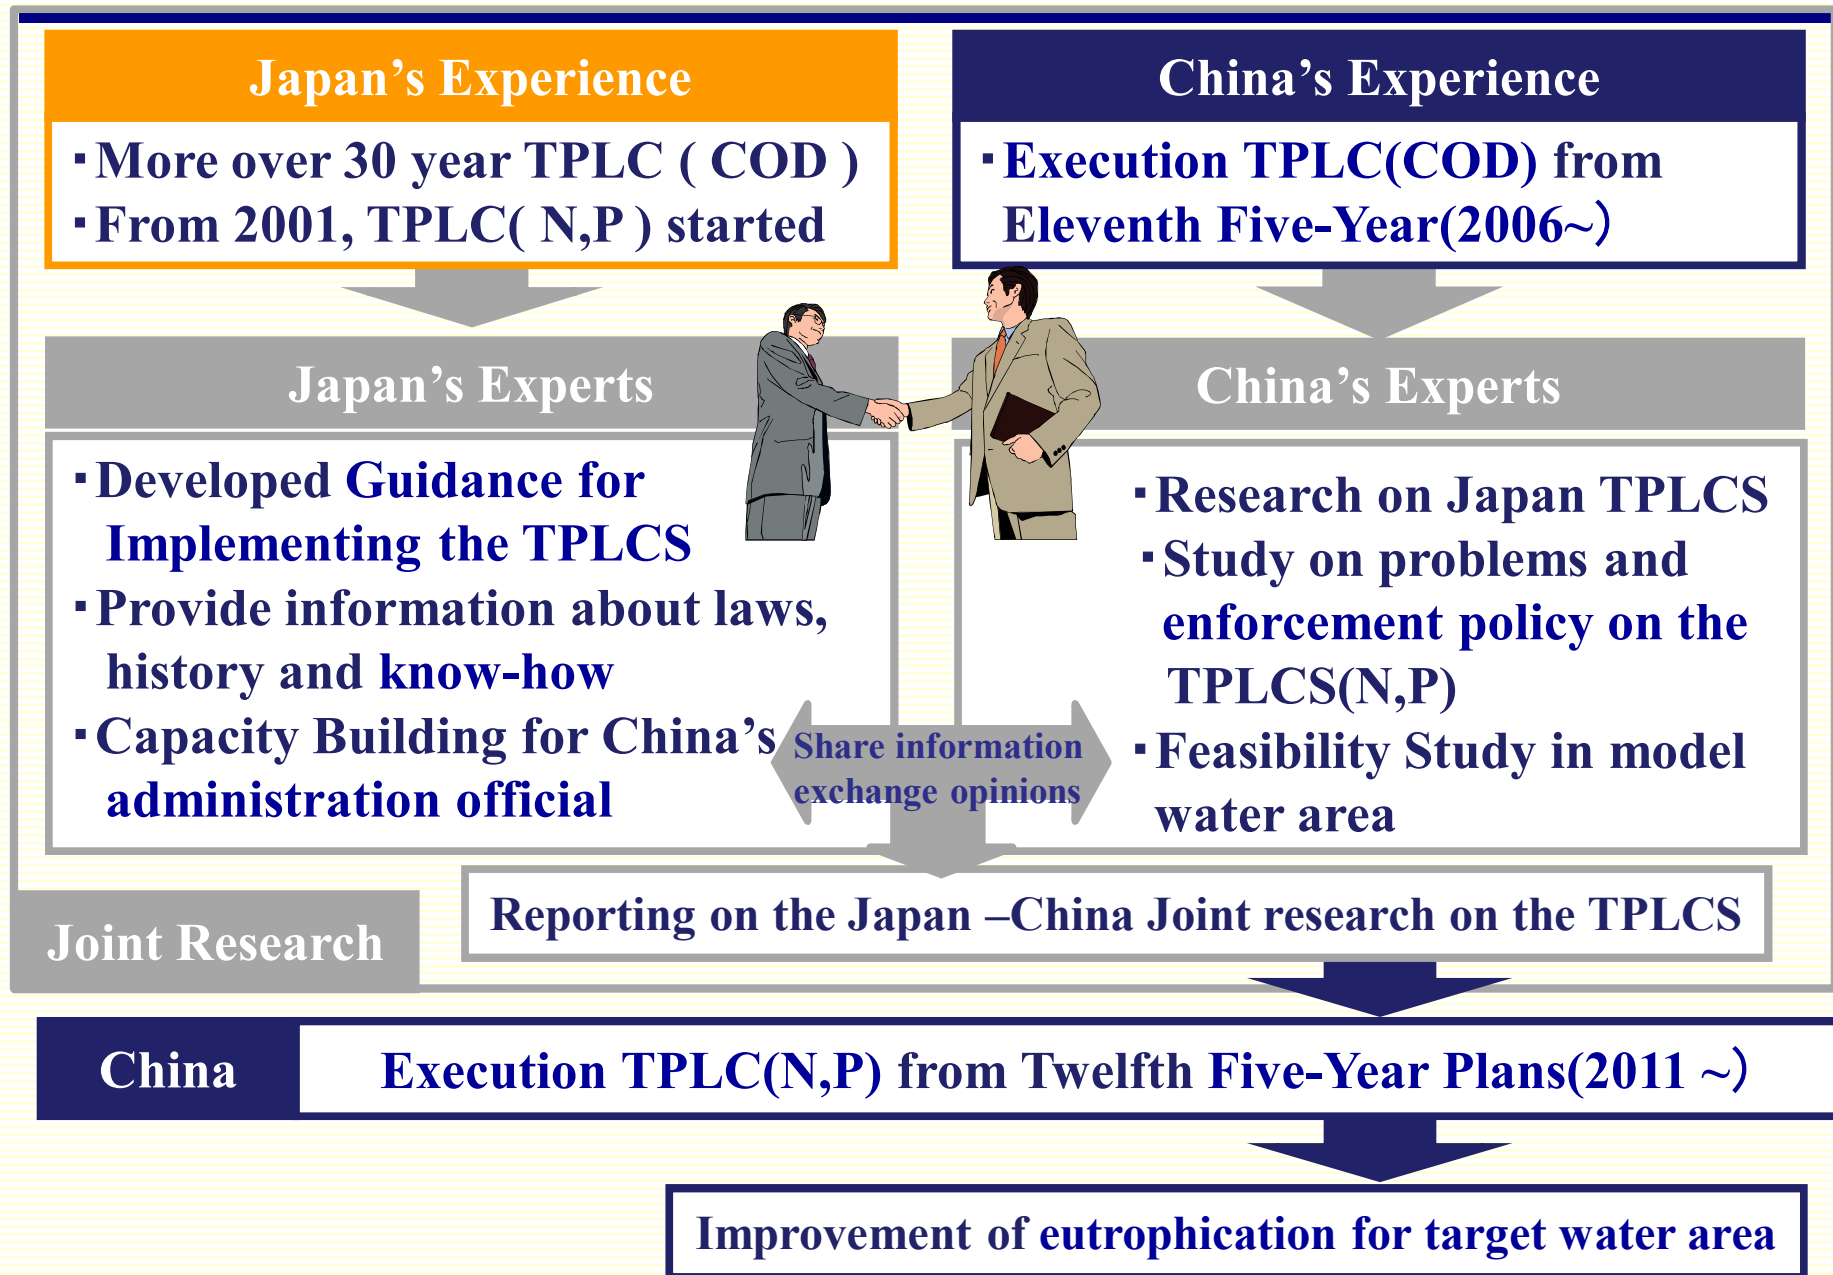 Japan’s Experience
・More over 30 year TPLC ( COD )
・From 2001, TPLC( N,P ) started
China’s Experience
・Execution TPLC(COD) from
Eleventh Five-Year(2006~）
Japan’s Experts
・Developed Guidance for
Implementing the TPLCS
・Provide information about laws,
history and know-how
・Capacity Building for China’s
administration official
China’s Experts
・Research on Japan TPLCS
・Study on problems and
enforcement policy on the
TPLCS(N,P)
・Feasibility Study in model
water area
Share information
exchange opinions
Reporting on the Japan –China Joint research on the TPLCS
Joint Research
China
Execution TPLC(N,P) from Twelfth Five-Year Plans(2011 ~）
Improvement of eutrophication for target water area